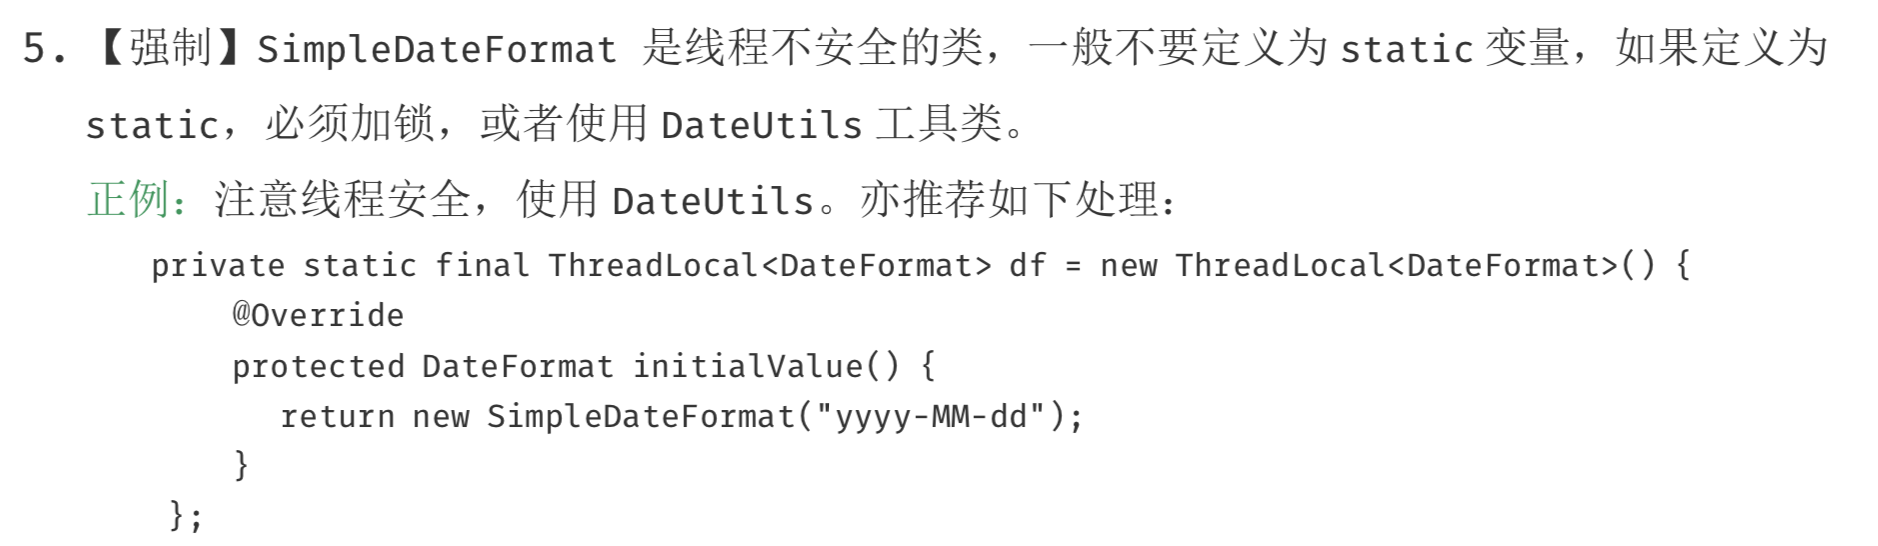 5. 【强制】SimpleDateFormat 是线程不安全的类，一般不要定义为 static 变量，如果定义为
static，必须加锁，或者使用 DateUtils 工具类。
正例：注意线程安全，使用 DateUtils。亦推荐如下处理：
private static final ThreadLocal<DateFormat> df = new ThreadLocal<DateFormat>() {
@Override
protected DateFormat initialValue() {
return new SimpleDateFormat("yyyy-MM-dd");
}
};